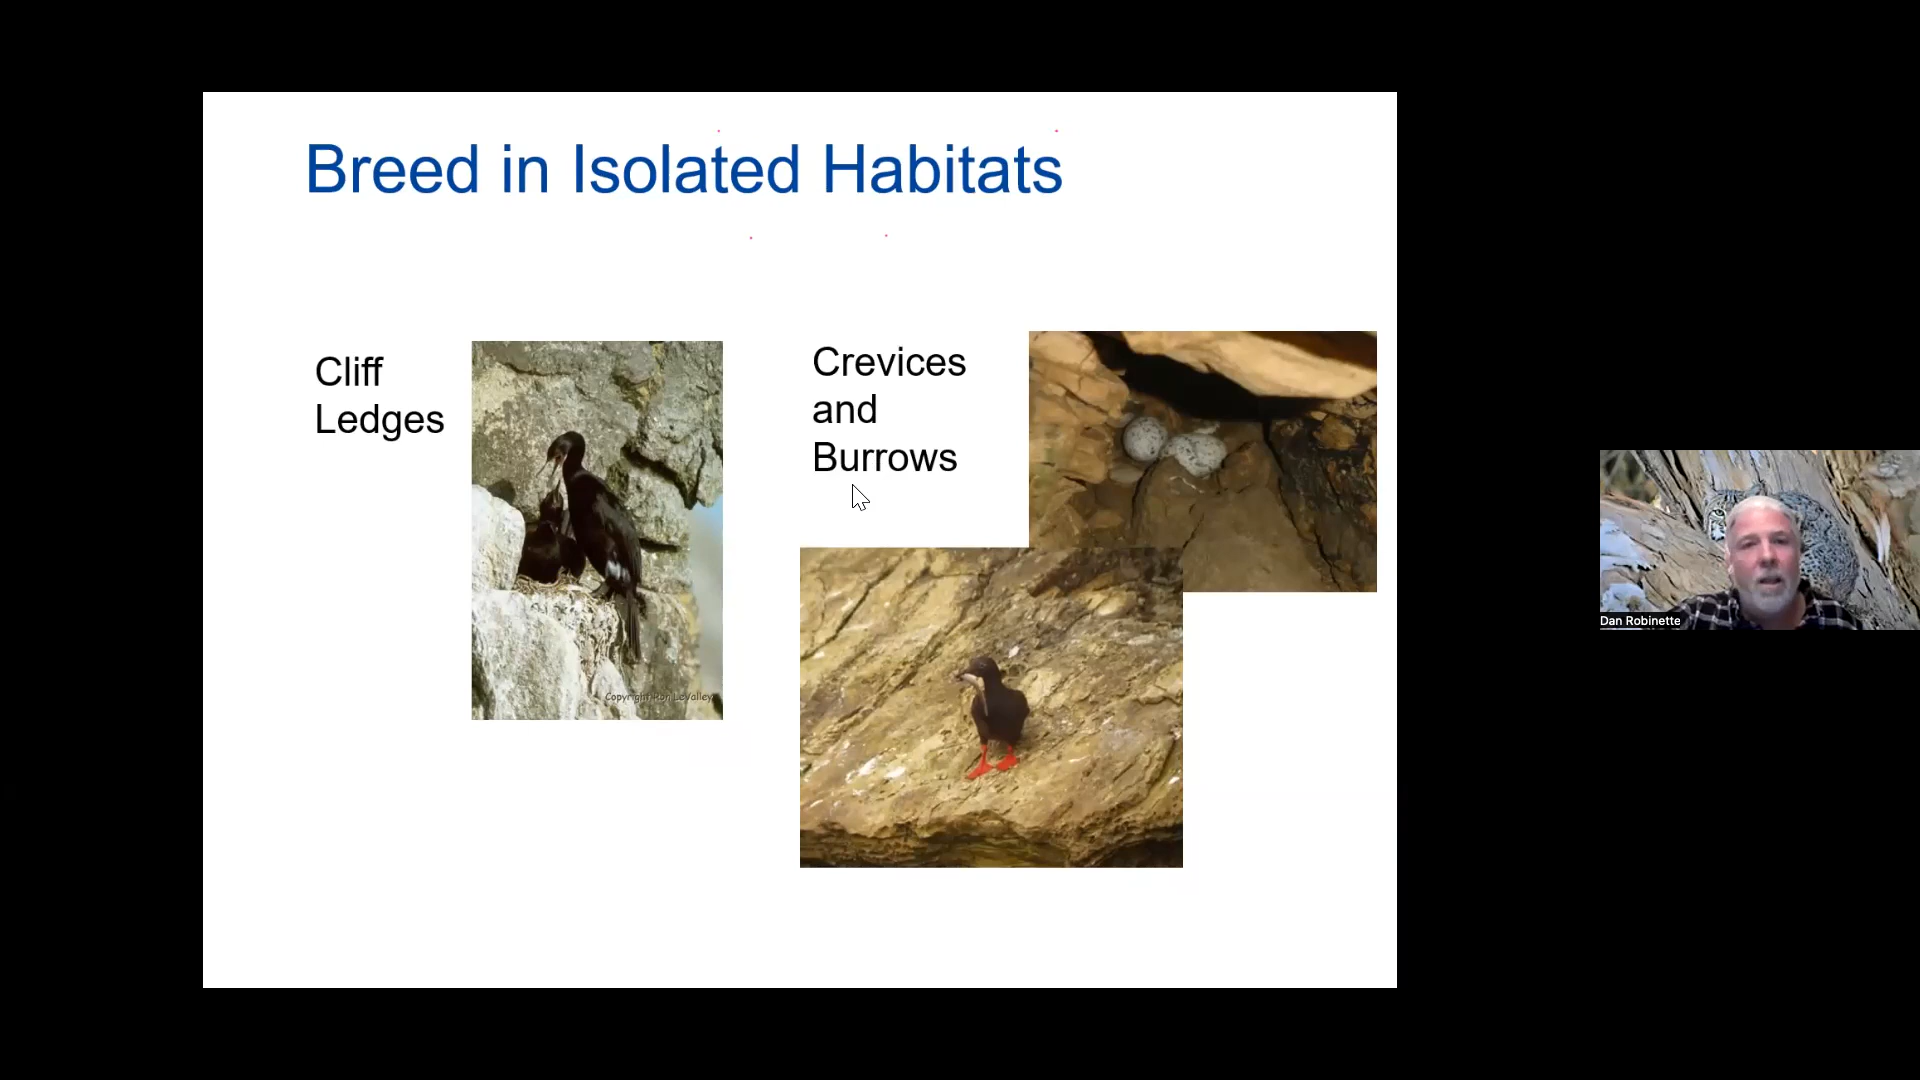 Breed in Isolated Habitats
Cliff
Ledges
Crevices
and
Burrows
Copyright Ron LeValley
Dan Robinette